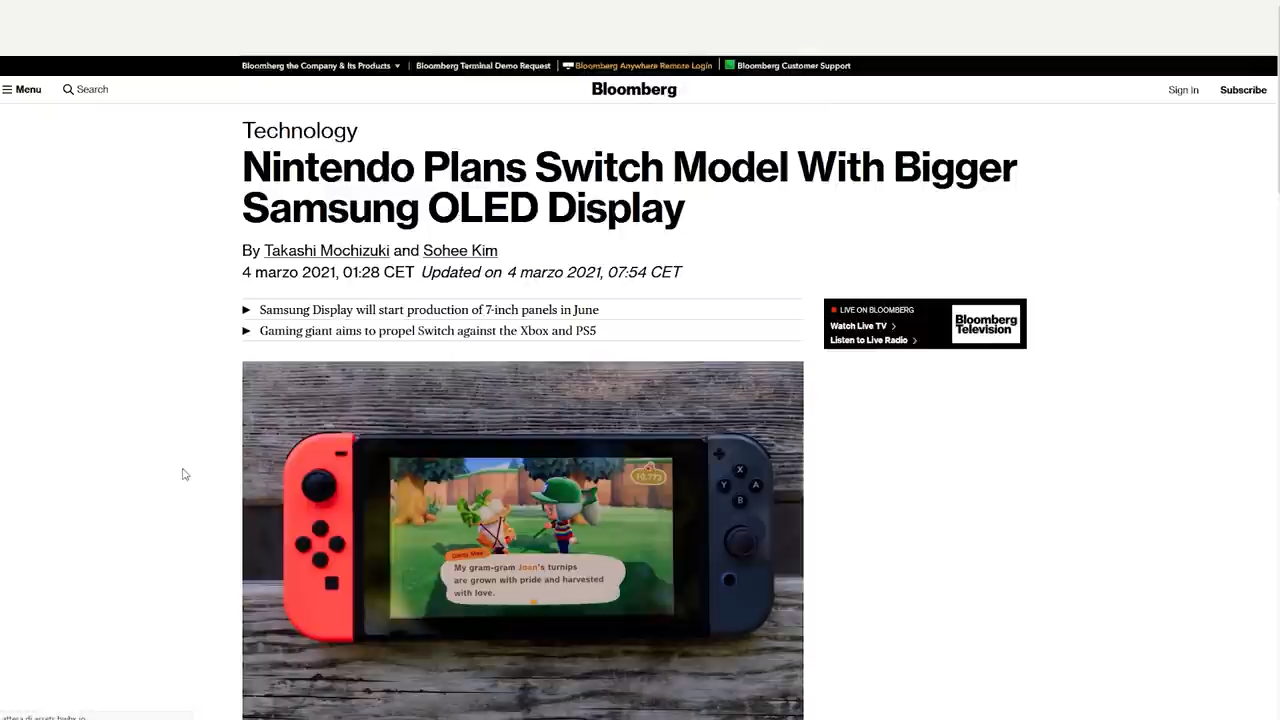 Bloomberg the Company & Its Products
Bloomberg Terminal Demo Request
Bloomberg Anywhere Remote Login
Bloomberg Customer Support
Menu
Search
Bloomberg
Sign In
Subscribe
Technology
Nintendo Plans Switch Model With Bigger
Samsung OLED Display
By Takashi Mochizuki and Sohee Kim
4 marzo 2021, 01:28 CET Updated on 4 marzo 2021, 07:54 CET
Samsung Display will start production of 7-inch panels in June
Gaming giant aims to propel Switch against the Xbox and PS5
LIVE ON BLOOMBERG
Watch Live TV
Listen to Live Radio
Bloomberg
Television
10,773
Daisy Mae
My gram-gram Joan's turnips
are grown with pride and harvested
with love.
X
Y
A
B